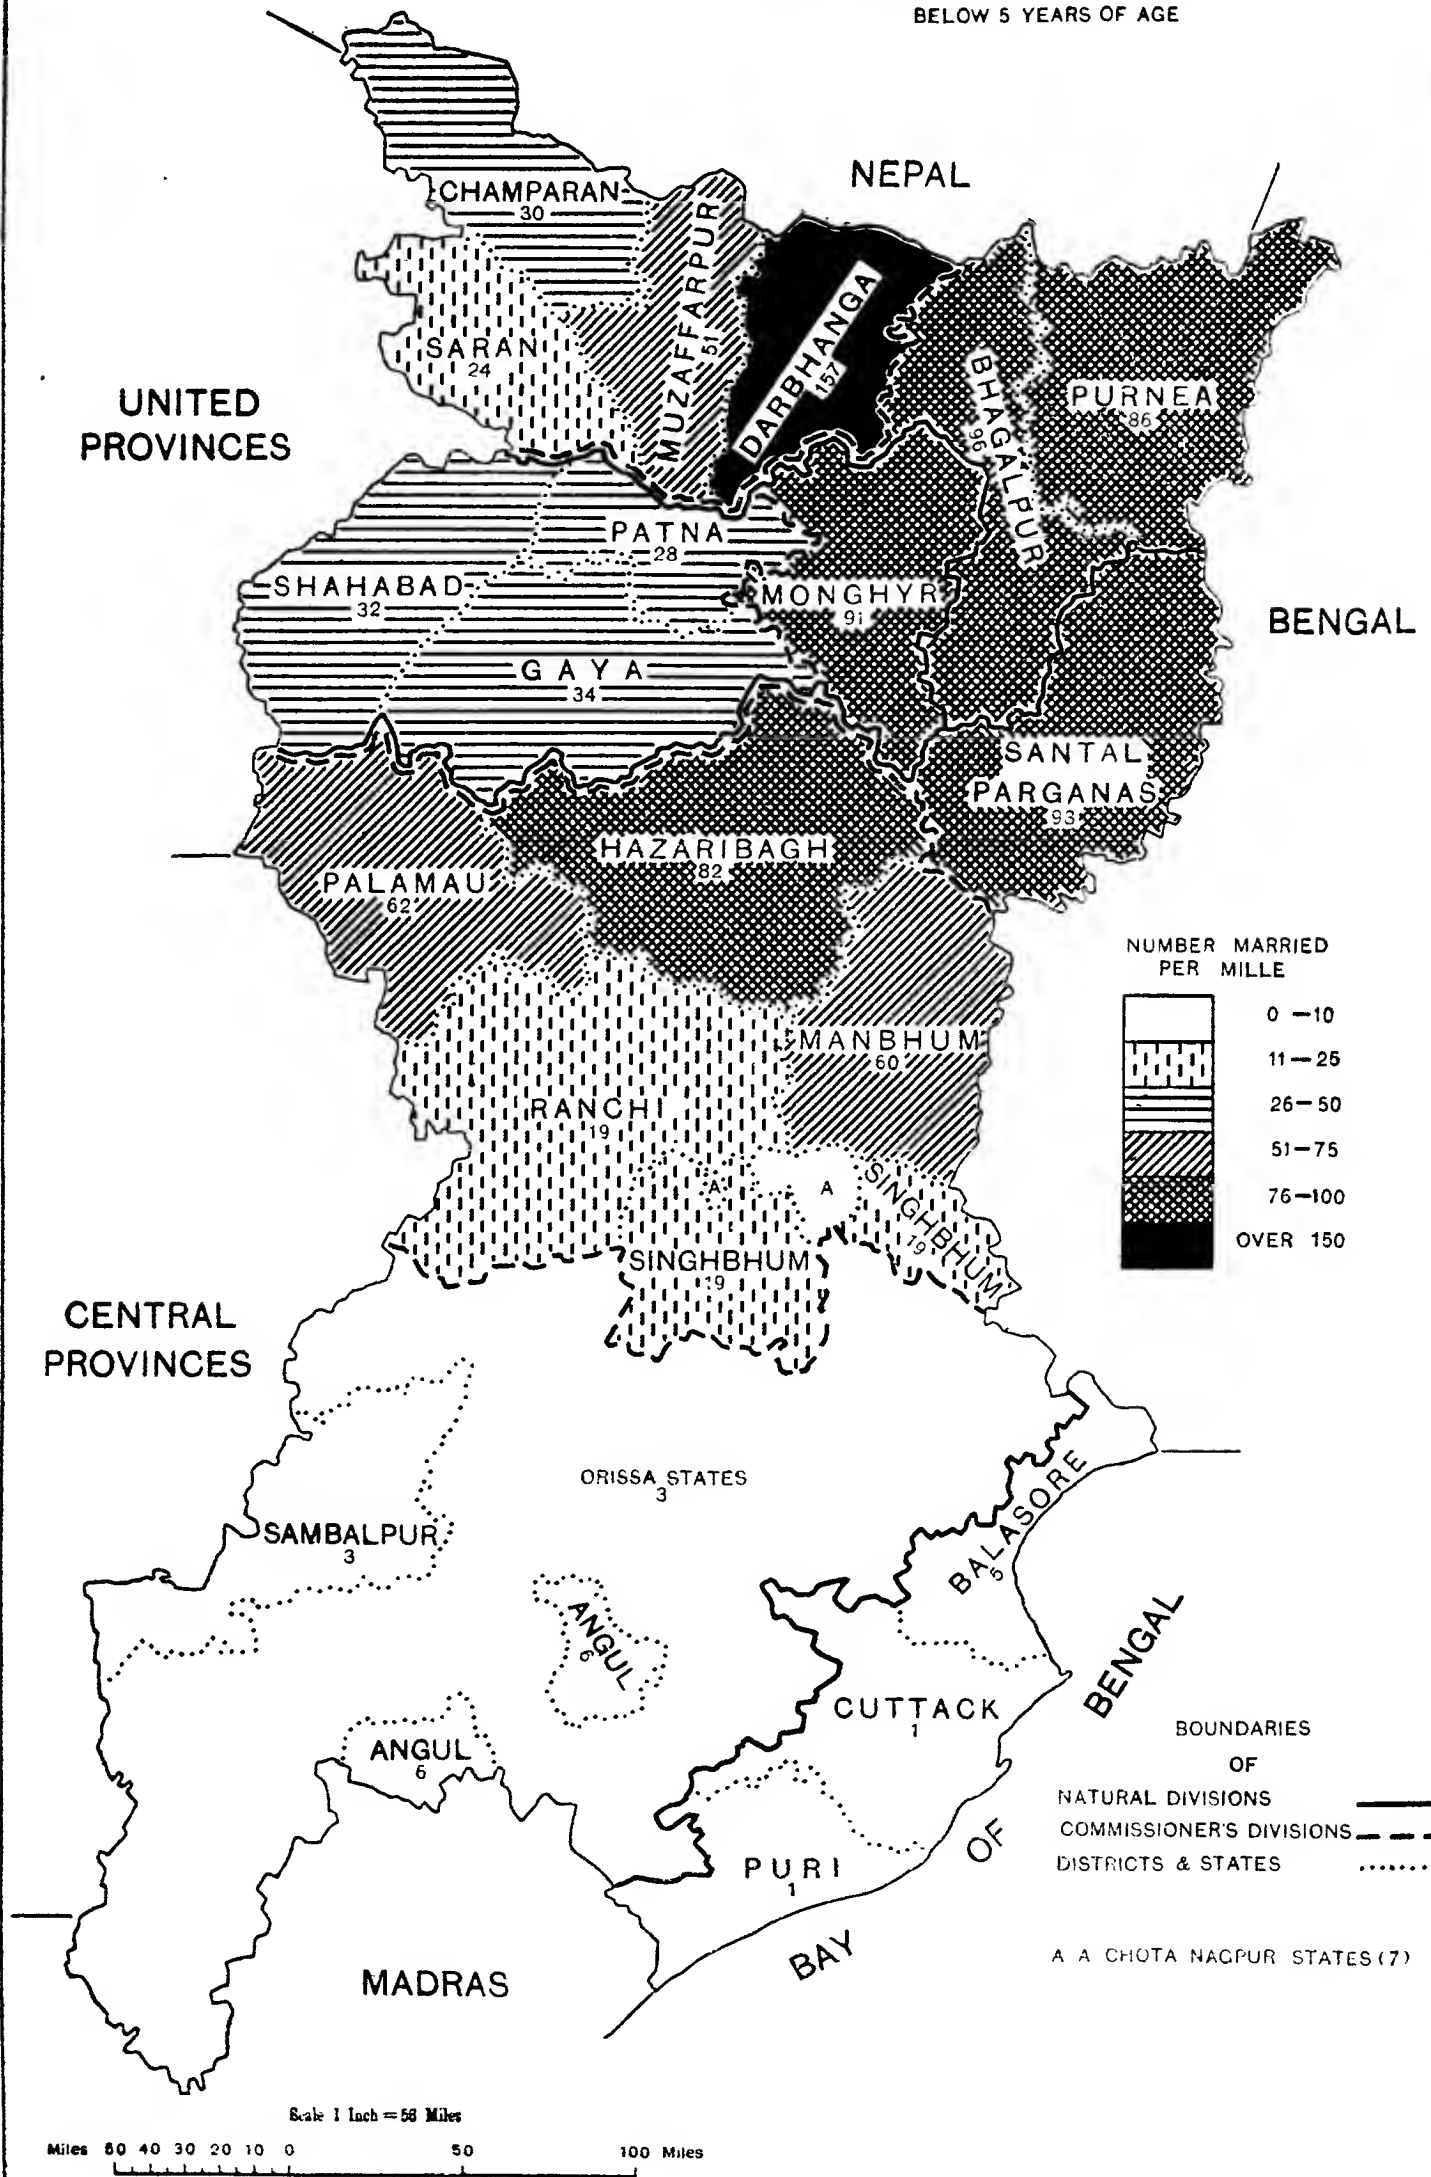 BELOW 5 YEARS OF AGE
NEPAL
CHAMPARAN
30
MUZAFFARPUR
51
DARBHANGA
157
SARAN
24
BHAGALPUR
96
PURNEA
86
UNITED
PROVINCES
PATNA
28
SHAHABAD
32
MONGHYR
91
BENGAL
GAYA
34
SANTAL
PARGANAS
93
HAZARIBAGH
82
PALAMAU
62
NUMBER MARRIED
PER MILLE
0 — 10
11 — 25
26 — 50
51 — 75
76 — 100
OVER 150
MANBHUM
60
RANCHI
19
A
A
SINGHBHUM
19
SINGHBHUM
19
CENTRAL
PROVINCES
ORISSA STATES
3
BALASORE
5
SAMBALPUR
3
ANGUL
6
CUTTACK
1
ANGUL
6
PURI
1
BAY
OF
BENGAL
MADRAS
BOUNDARIES
OF
NATURAL DIVISIONS
COMMISSIONER'S DIVISIONS
DISTRICTS & STATES
A A CHOTA NAGPUR STATES (7)
Scale 1 Inch = 56 Miles
Miles 50 40 30 20 10 0 50 100 Miles